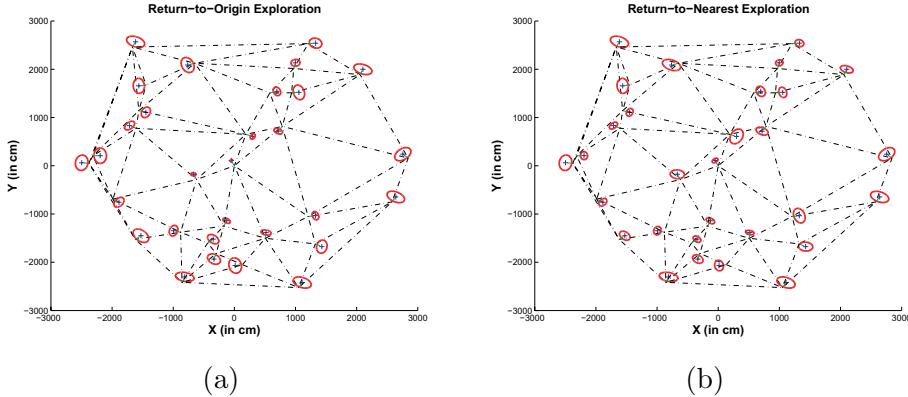 Return-to-Origin Exploration
3000
2000
1000
0
−1000
−2000
−3000
Y (in cm)
−3000 −2000 −1000 0 1000 2000 3000
X (in cm)
(a)
Return-to-Nearest Exploration
3000
2000
1000
0
−1000
−2000
−3000
Y (in cm)
−3000 −2000 −1000 0 1000 2000 3000
X (in cm)
(b)